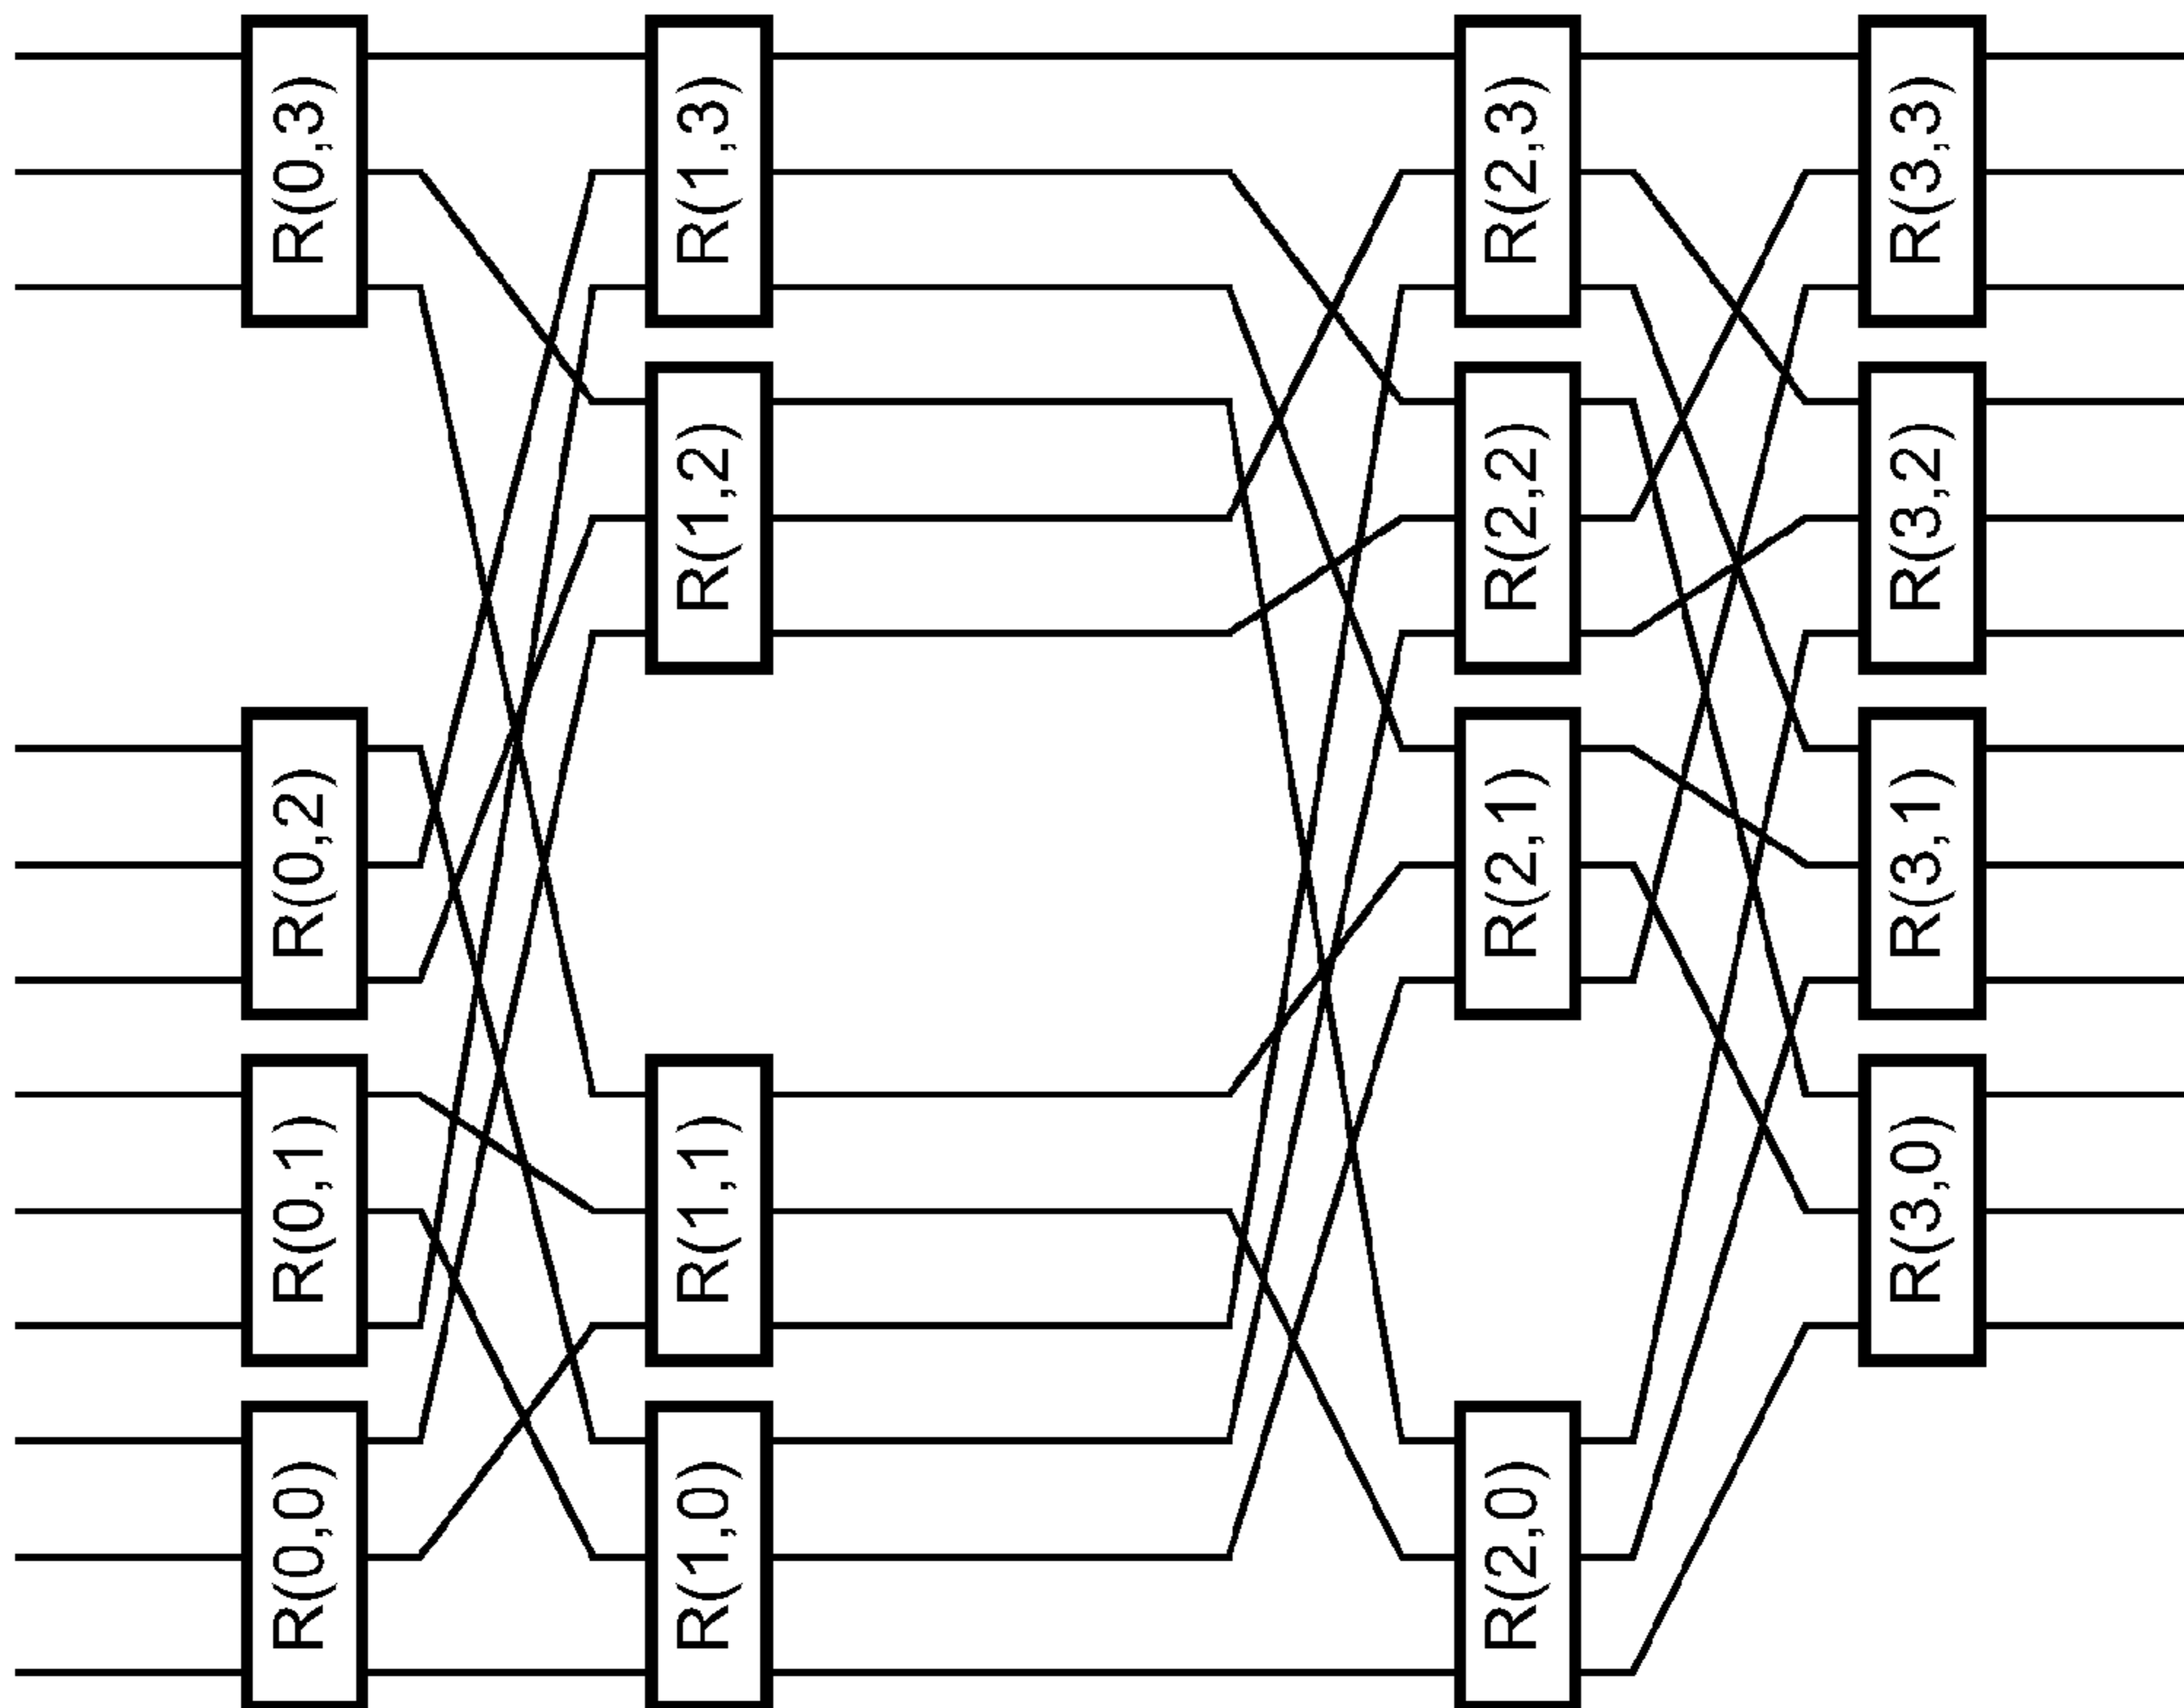 R(0,3)
R(0,2)
R(0,1)
R(0,0)
R(1,3)
R(1,2)
R(1,1)
R(1,0)
R(2,3)
R(2,2)
R(2,1)
R(2,0)
R(3,3)
R(3,2)
R(3,1)
R(3,0)